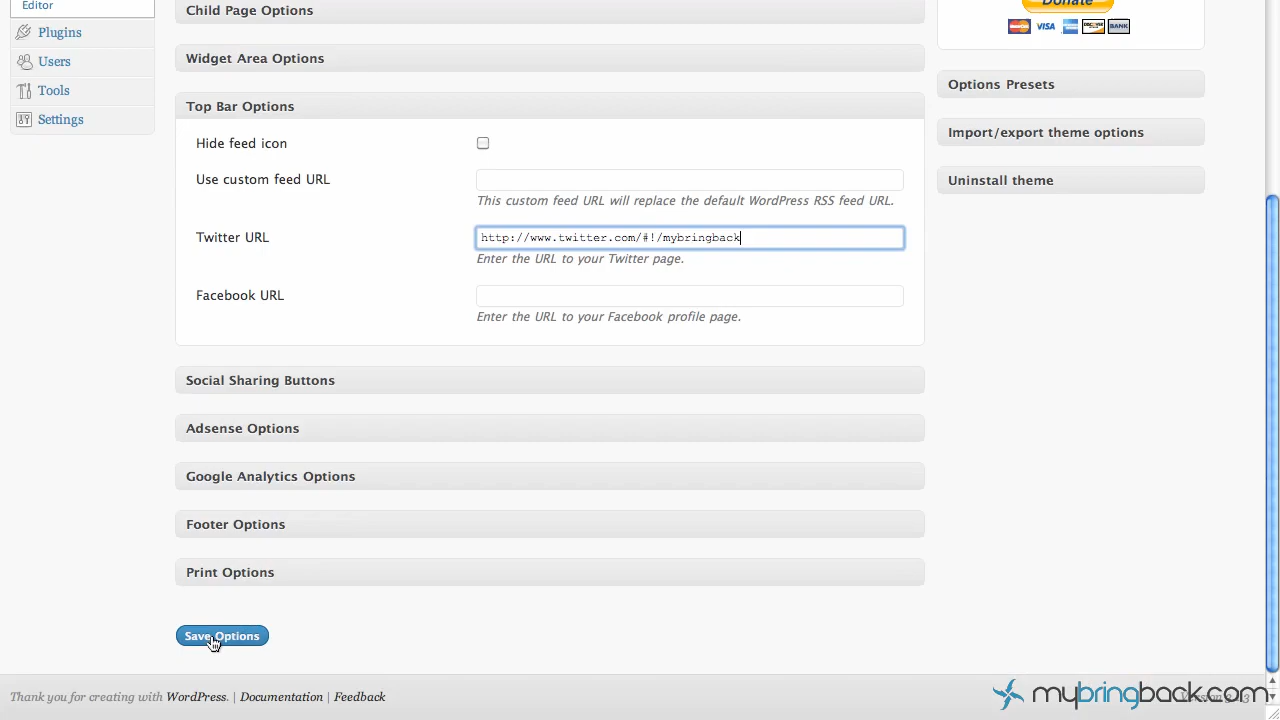 Editor
Child Page Options
Donate
Plugins
VISA
BANK
Widget Area Options
Users
Options Presets
Tools
Top Bar Options
Settings
Import/export theme options
Hide feed icon
Use custom feed URL
Uninstall theme
This custom feed URL will replace the default WordPress RSS feed URL.
Twitter URL
http://www.twitter.com/#!/mybringback
Enter the URL to your Twitter page.
Facebook URL
Enter the URL to your Facebook profile page.
Social Sharing Buttons
Adsense Options
Google Analytics Options
Footer Options
Print Options
Save Options
Thank you for creating with WordPress. | Documentation | Feedback
mybringback.com